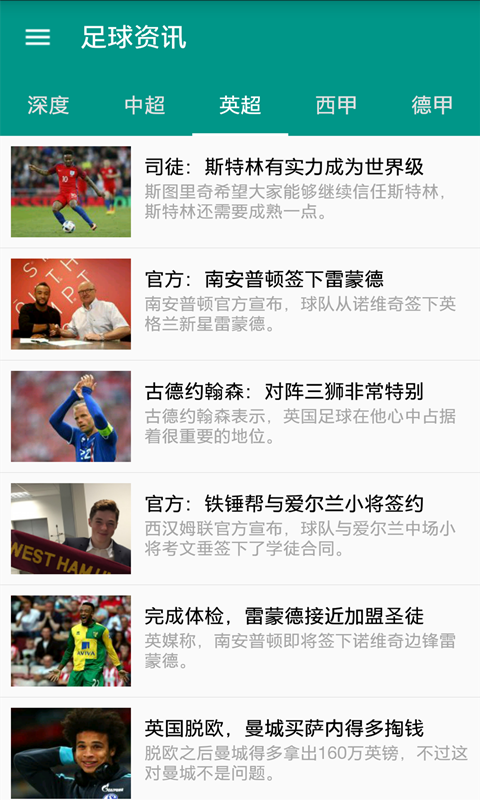 足球资讯
深度 中超 英超 西甲 德甲
司徒：斯特林有实力成为世界级
斯图里奇希望大家能够继续信任斯特林，
斯特林还需要成熟一点。
官方：南安普顿签下雷蒙德
南安普顿官方宣布，球队从诺维奇签下英
格兰新星雷蒙德。
古德约翰森：对阵三狮非常特别
古德约翰森表示，英国足球在他心中占据
着很重要的地位。
官方：铁锤帮与爱尔兰小将签约
西汉姆联官方宣布，球队与爱尔兰中场小
将考文垂签下了学徒合同。
WEST HAM U
完成体检，雷蒙德接近加盟圣徒
英媒称，南安普顿即将签下诺维奇边锋雷
蒙德。
AVIVA
英国脱欧，曼城买萨内得多掏钱
脱欧之后曼城得多拿出160万英镑，不过这
对曼城不是问题。
GAZPROM